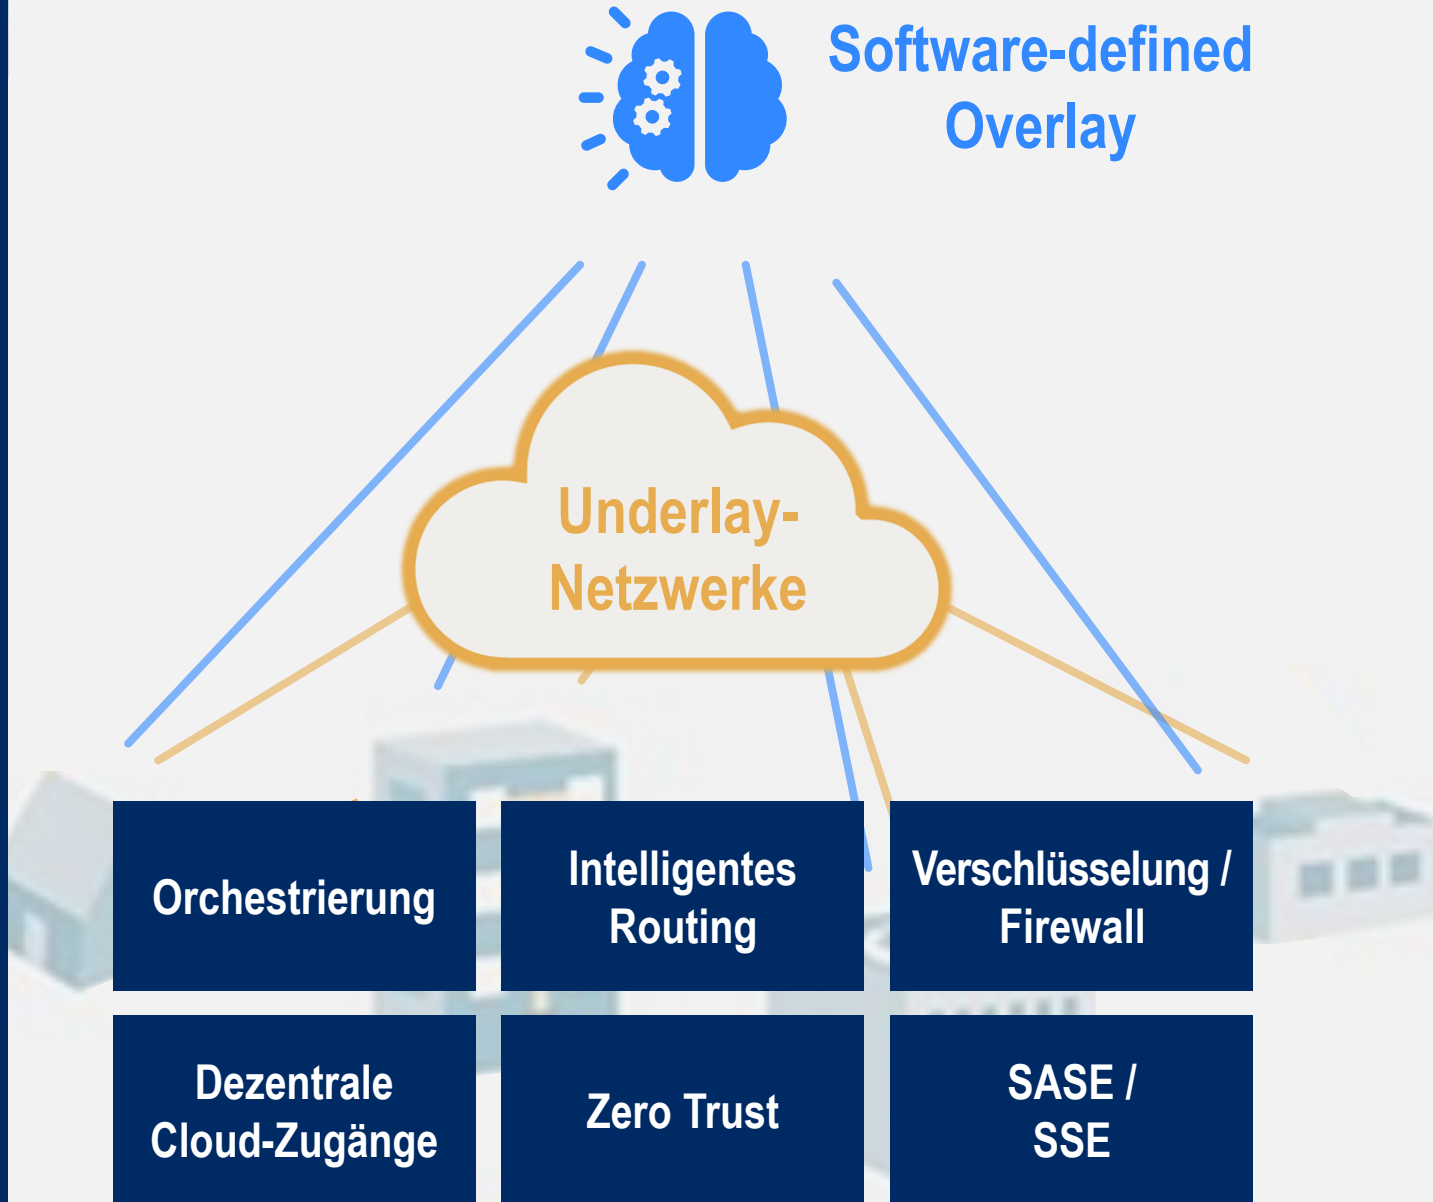 Software-defined
Overlay
Underlay-
Netzwerke
Orchestrierung
Intelligentes
Routing
Verschlüsselung /
Firewall
Dezentrale
Cloud-Zugänge
Zero Trust
SASE /
SSE